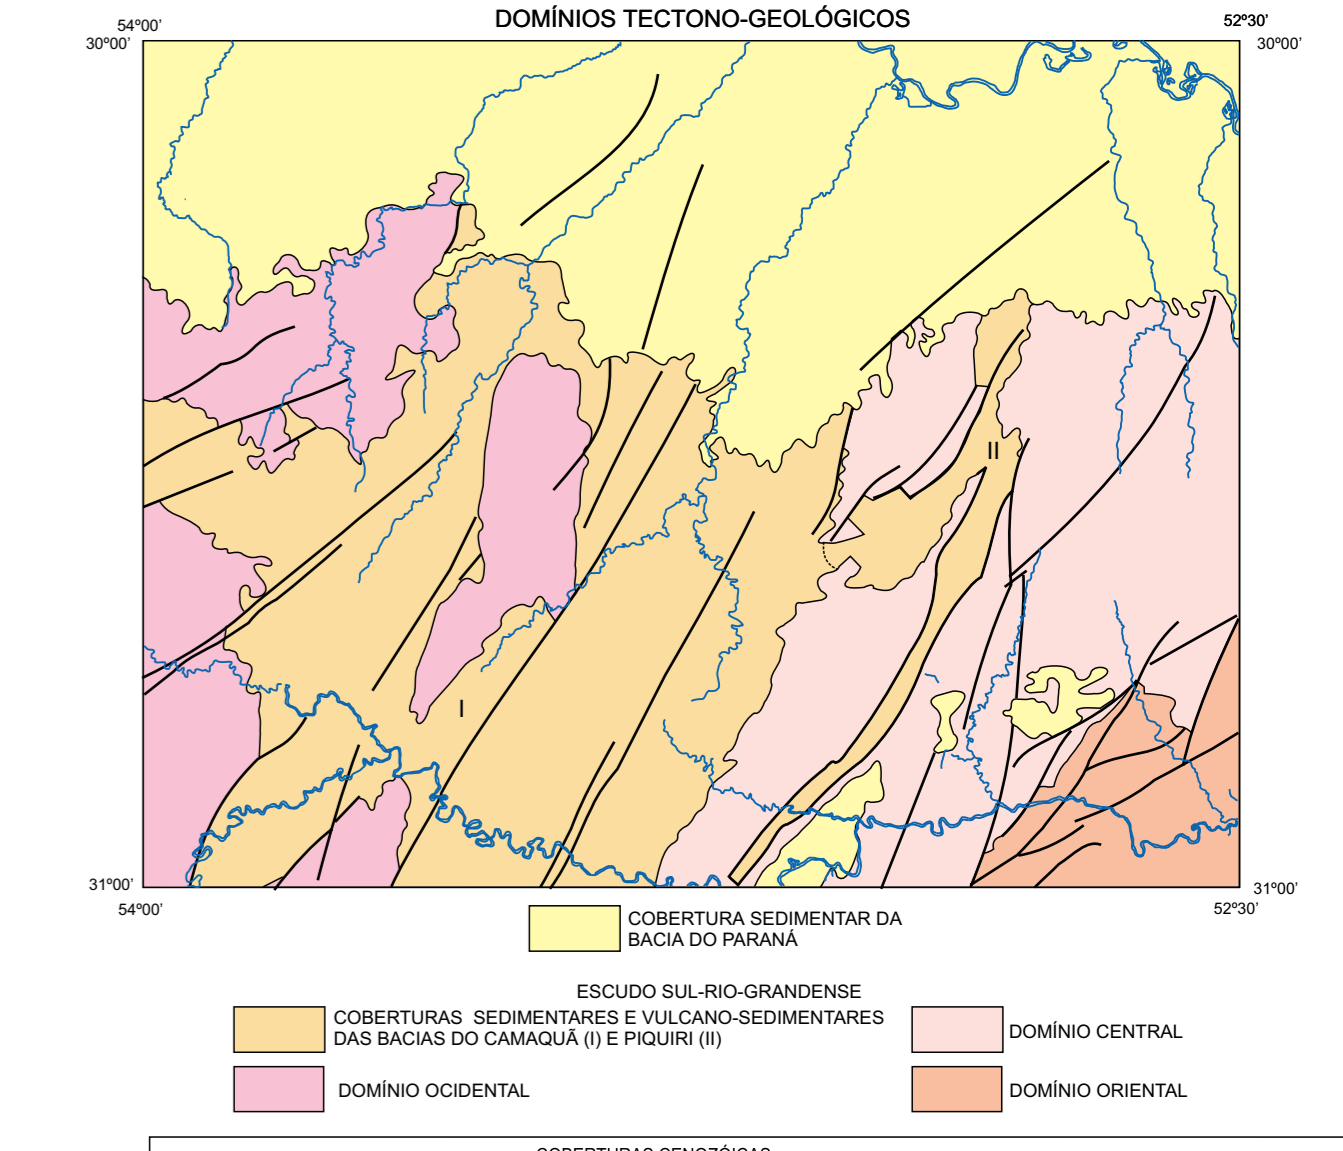 DOMÍNIOS TECTONO-GEOLÓGICOS
54º00’
52º30’
30º00’
30º00’
II
I
31º00’
31º00’
54º00’
52º30’
COBERTURA SEDIMENTAR DA
BACIA DO PARANÁ
ESCUDO SUL-RIO-GRANDENSE
COBERTURAS SEDIMENTARES E VULCANO-SEDIMENTARES
DAS BACIAS DO CAMAQUÃ (I) E PIQUIRI (II)
DOMÍNIO CENTRAL
DOMÍNIO OCIDENTAL
DOMÍNIO ORIENTAL
COBERTURAS CENOZÓICAS